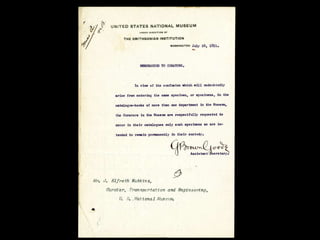 UNITED STATES NATIONAL MUSEUM
UNDER DIRECTION OF
THE SMITHSONIAN INSTITUTION
WASHINGTON July
MEMORANDUM TO CURATORS.
In view of the confusion which will undoubtedly
arise from entering the same specimen, or specimens, in the
catalogue-books of more than one department in the Museum,
the Curators in the Museum are respectfully requested to
enter in their catalogues only such specimens as are in-
tended to remain permanently in their custody.
G Brown Goode
Assistant Secretary.
Mr. J. Elfreth Watkins,
Curator, Transportation and Engineering,
U. S. National Museum.